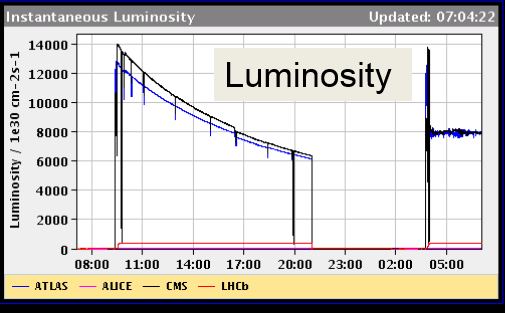 Instantaneous Luminosity Updated: 07:04:22
Luminosity
Luminosity / 1e30 cm-2s-1
14000
12000
10000
8000
6000
4000
2000
0
08:00 11:00 14:00 17:00 20:00 23:00 02:00 05:00
ATLAS ALICE CMS LHCb